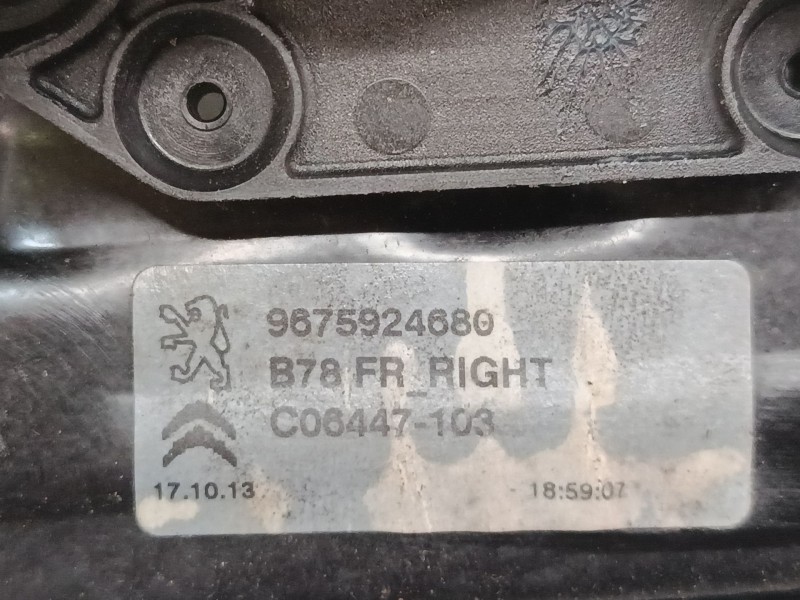 9675924680
B78 FR_RIGHT
C06447-103
17.10.13 - 18:59:07